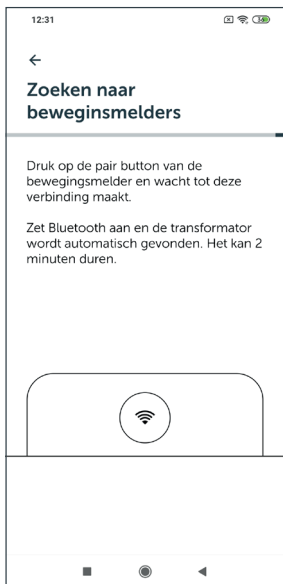 12:31
Zoeken naar
beweginsmelders
Druk op de pair button van de
bewegingsmelder en wacht tot deze
verbinding maakt.
Zet Bluetooth aan en de transformator
wordt automatisch gevonden. Het kan 2
minuten duren.